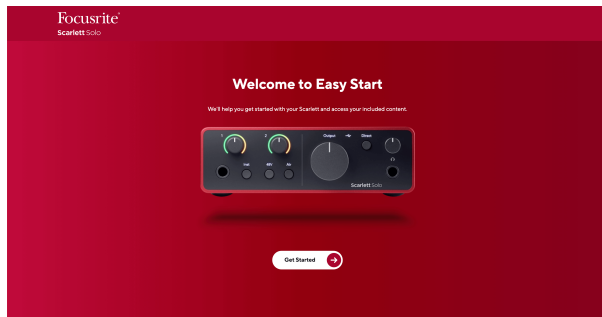 Focusrite®
Scarlett Solo
Welcome to Easy Start
We'll help you get started with your Scarlett and access your included content.
1 2 Output Direct
Inst 48V Air
Scarlett Solo
Get Started